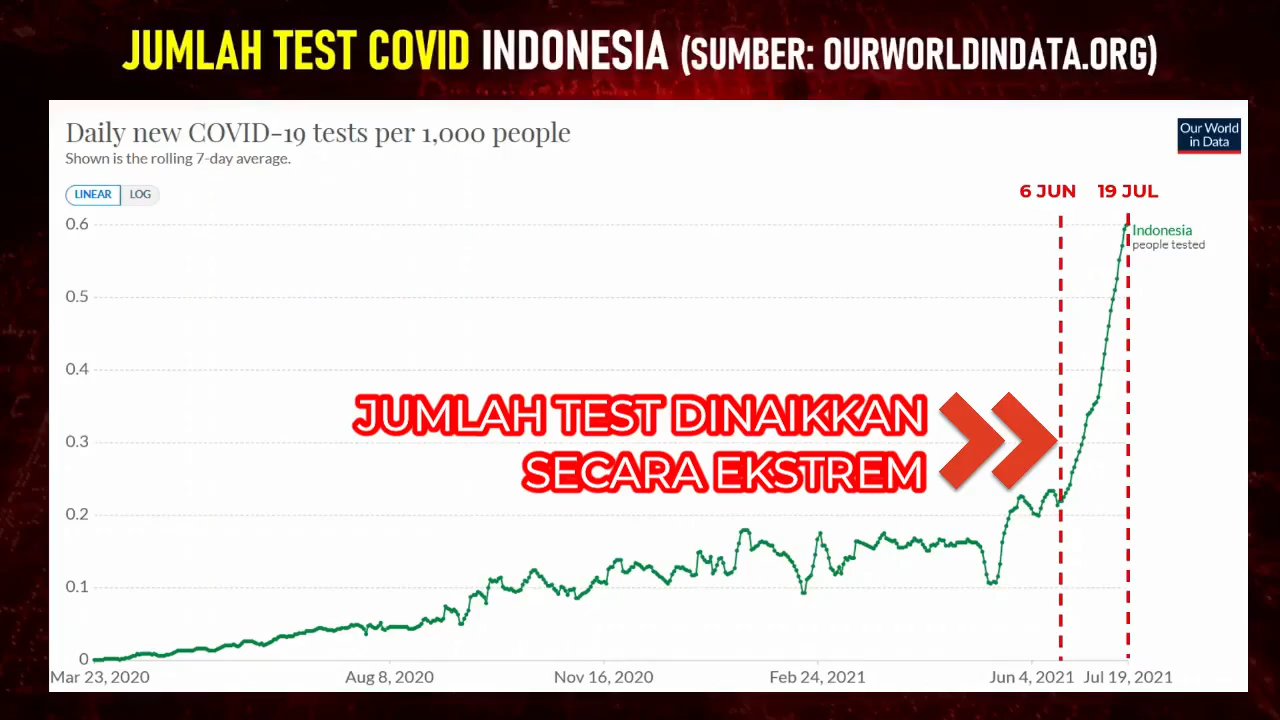 JUMLAH TEST COVID INDONESIA (SUMBER: OURWORLDINDATA.ORG)
Daily new COVID-19 tests per 1,000 people
Shown is the rolling 7-day average.
Our World
in Data
LINEAR LOG
6 JUN 19 JUL
0.6
Indonesia
people tested
0.5
0.4
JUMLAH TEST DINAIKKAN
0.3
SECARA EKSTREM
0.2
0.1
0
Mar 23, 2020 Aug 8, 2020 Nov 16, 2020 Feb 24, 2021 Jun 4, 2021 Jul 19, 2021